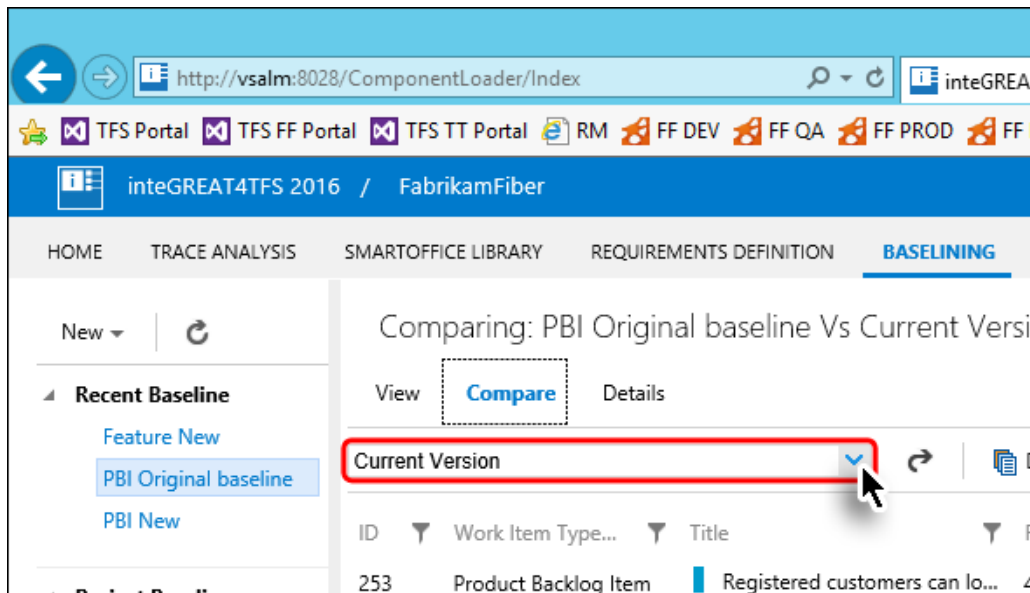 http://vsalm:8028/ComponentLoader/Index
inteGREA
TFS Portal TFS FF Portal TFS TT Portal RM FF DEV FF QA FF PROD FF
inteGREAT4TFS 2016 / FabrikamFiber
HOME TRACE ANALYSIS SMARTOFFICE LIBRARY REQUIREMENTS DEFINITION BASELINING
New
Comparing: PBI Original baseline Vs Current Versi
View Compare Details
Recent Baseline
Feature New
PBI Original baseline
PBI New
Current Version
ID Work Item Type... Title
253 Product Backlog Item Registered customers can lo... 4